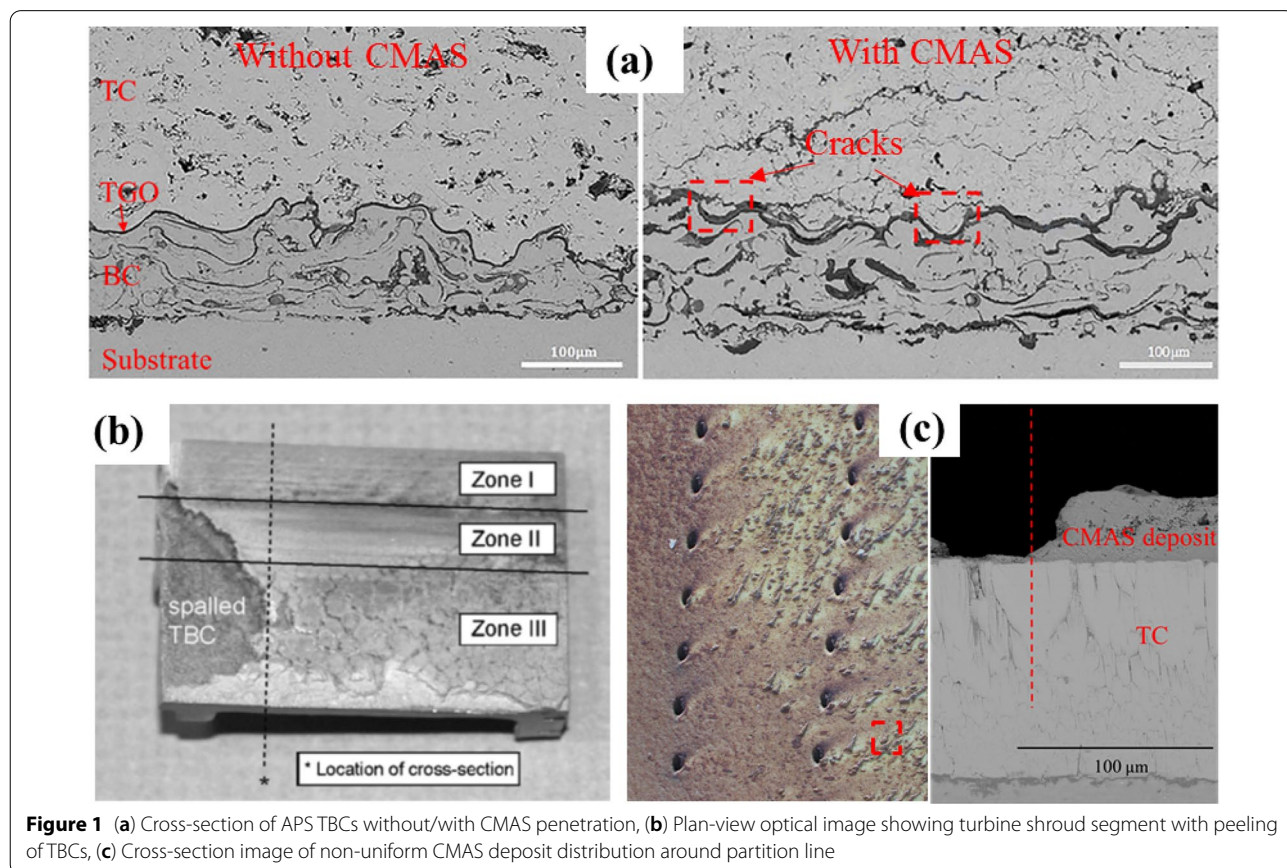 Without CMAS
(a)
With CMAS
TC
Cracks
TGO
BC
Substrate
100μm
100μm
(b)
Zone I
Zone II
spalled
TBC
Zone III
* Location of cross-section
*
(c)
CMAS deposit
TC
100 μm
Figure 1 (a) Cross-section of APS TBCs without/with CMAS penetration, (b) Plan-view optical image showing turbine shroud segment with peeling
of TBCs, (c) Cross-section image of non-uniform CMAS deposit distribution around partition line